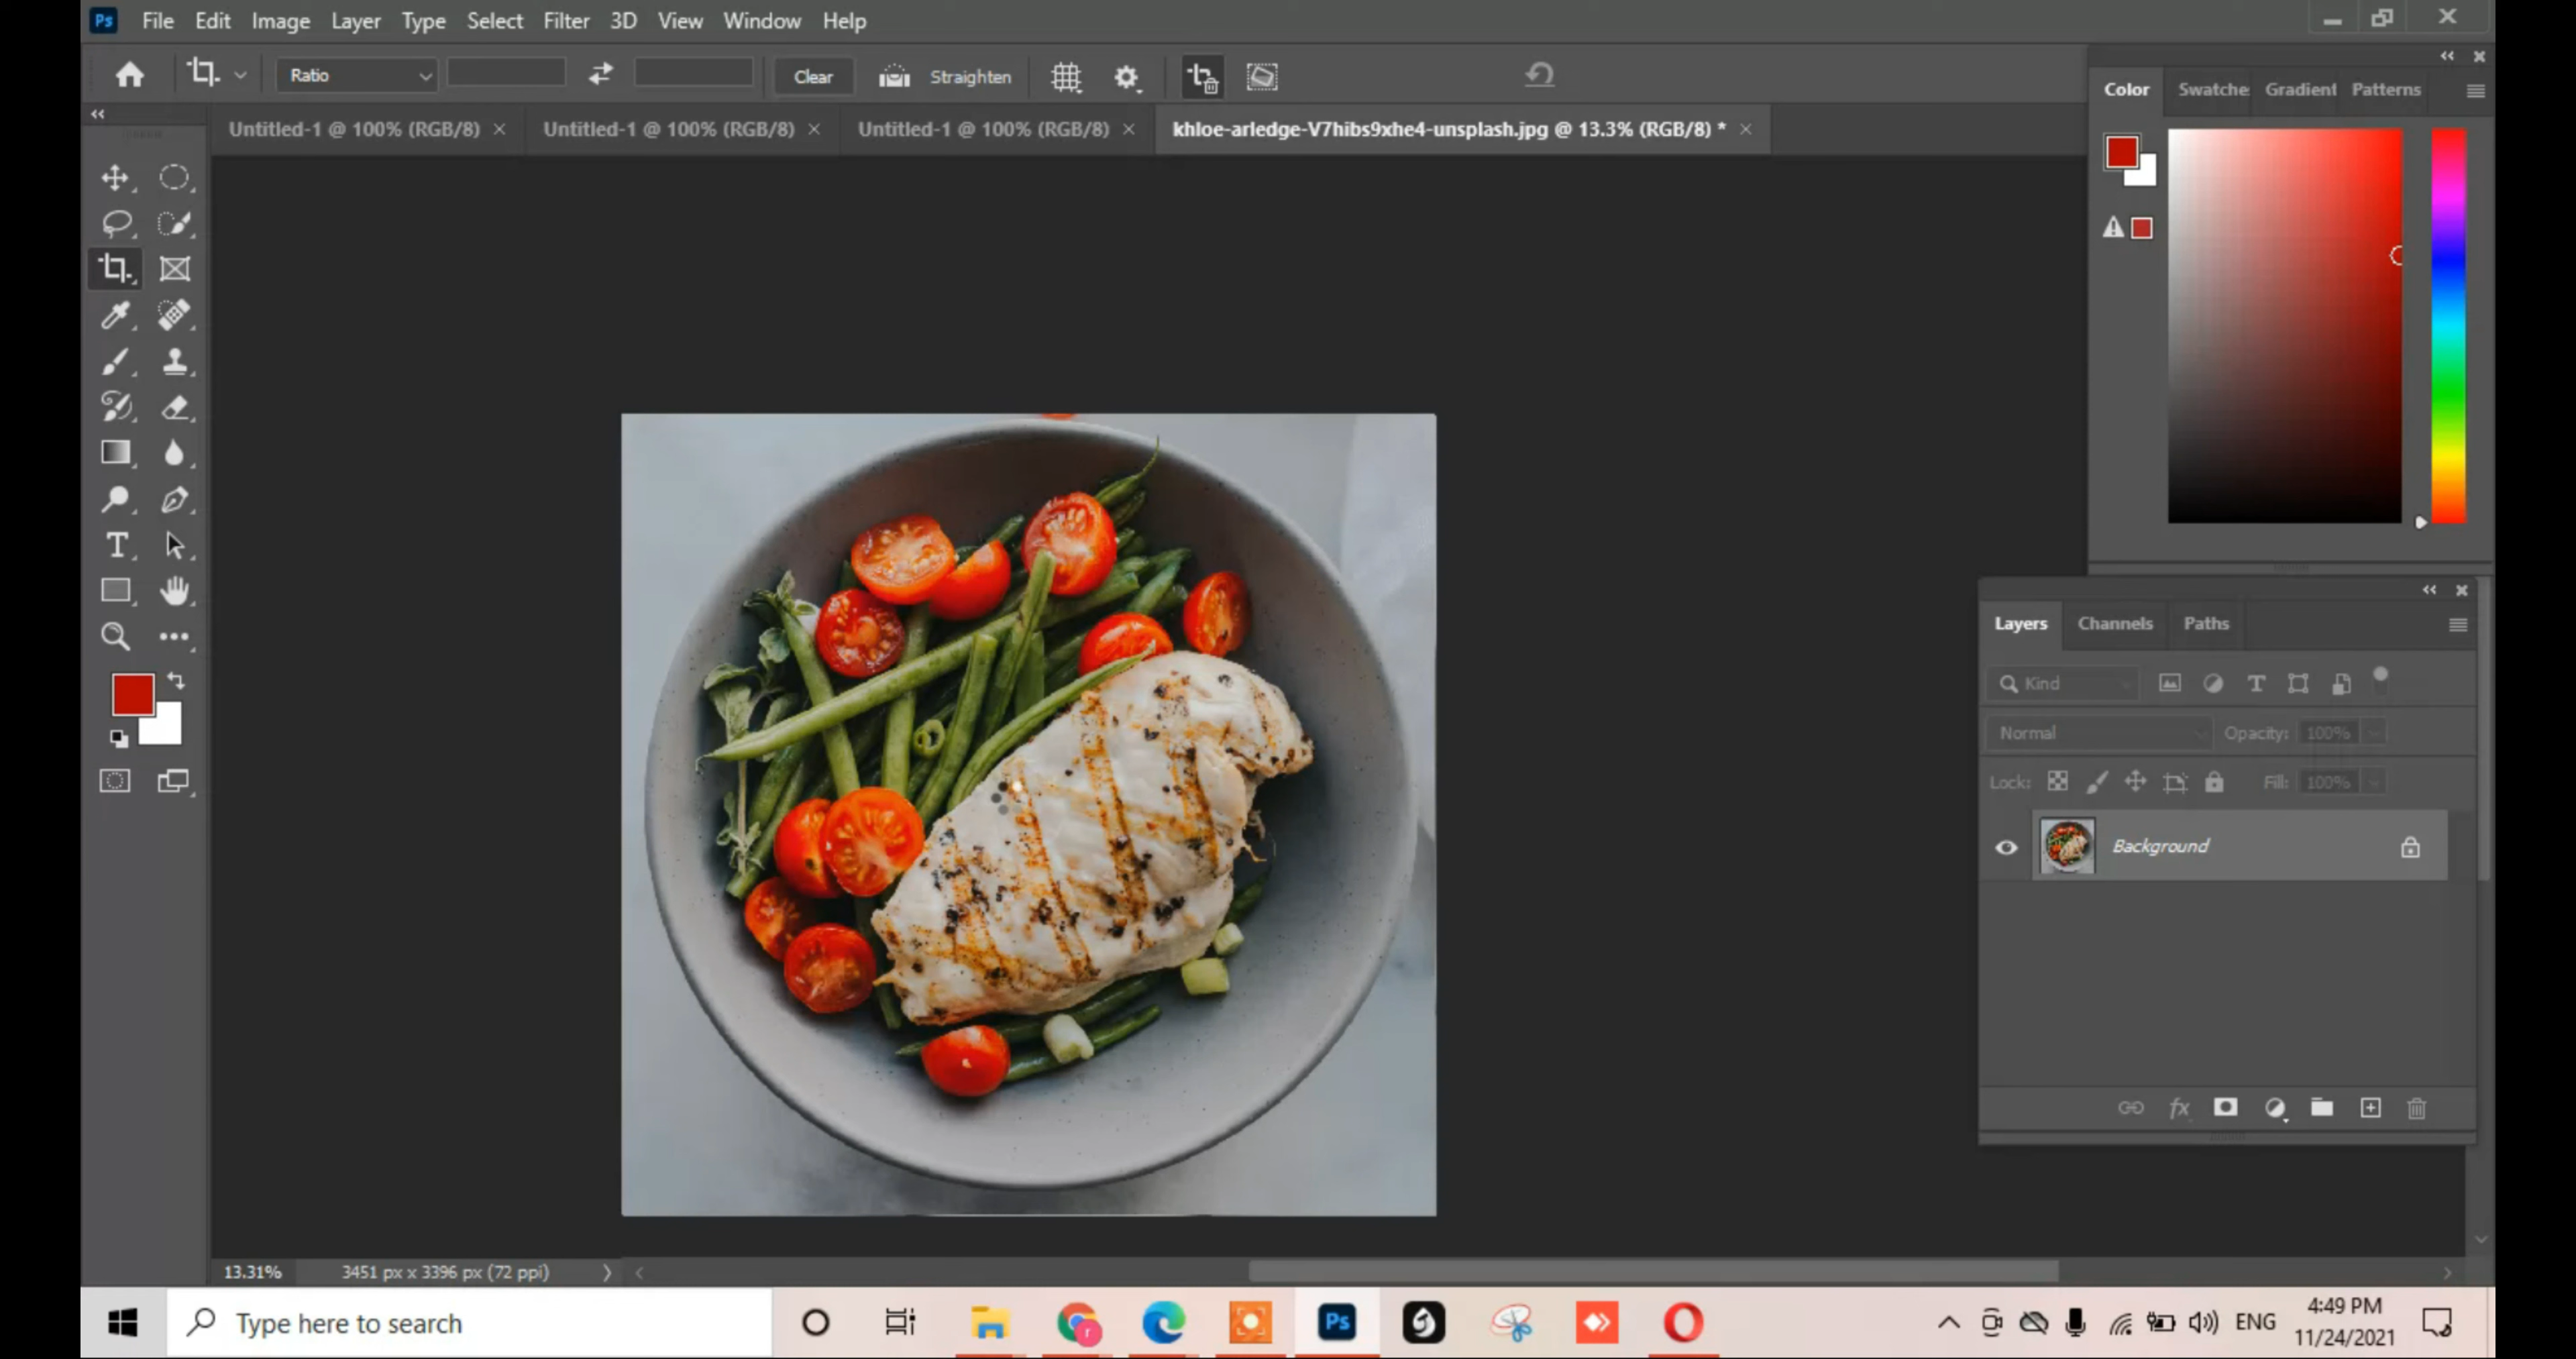 Ps File Edit Image Layer Type Select Filter 3D View Window Help
Ratio Clear Straighten
Color Swatche Gradient Patterns
Untitled-1 @ 100% (RGB/8) × Untitled-1 @ 100% (RGB/8) × Untitled-1 @ 100% (RGB/8) × khloe-arledge-V7hibs9xhe4-unsplash.jpg @ 13.3% (RGB/8) * ×
Layers Channels Paths
Kind
Normal Opacity: 100%
Lock: Fill: 100%
Background
fx
13.31% 3451 px x 3396 px (72 ppi)
Type here to search
Ps
ENG
4:49 PM
11/24/2021